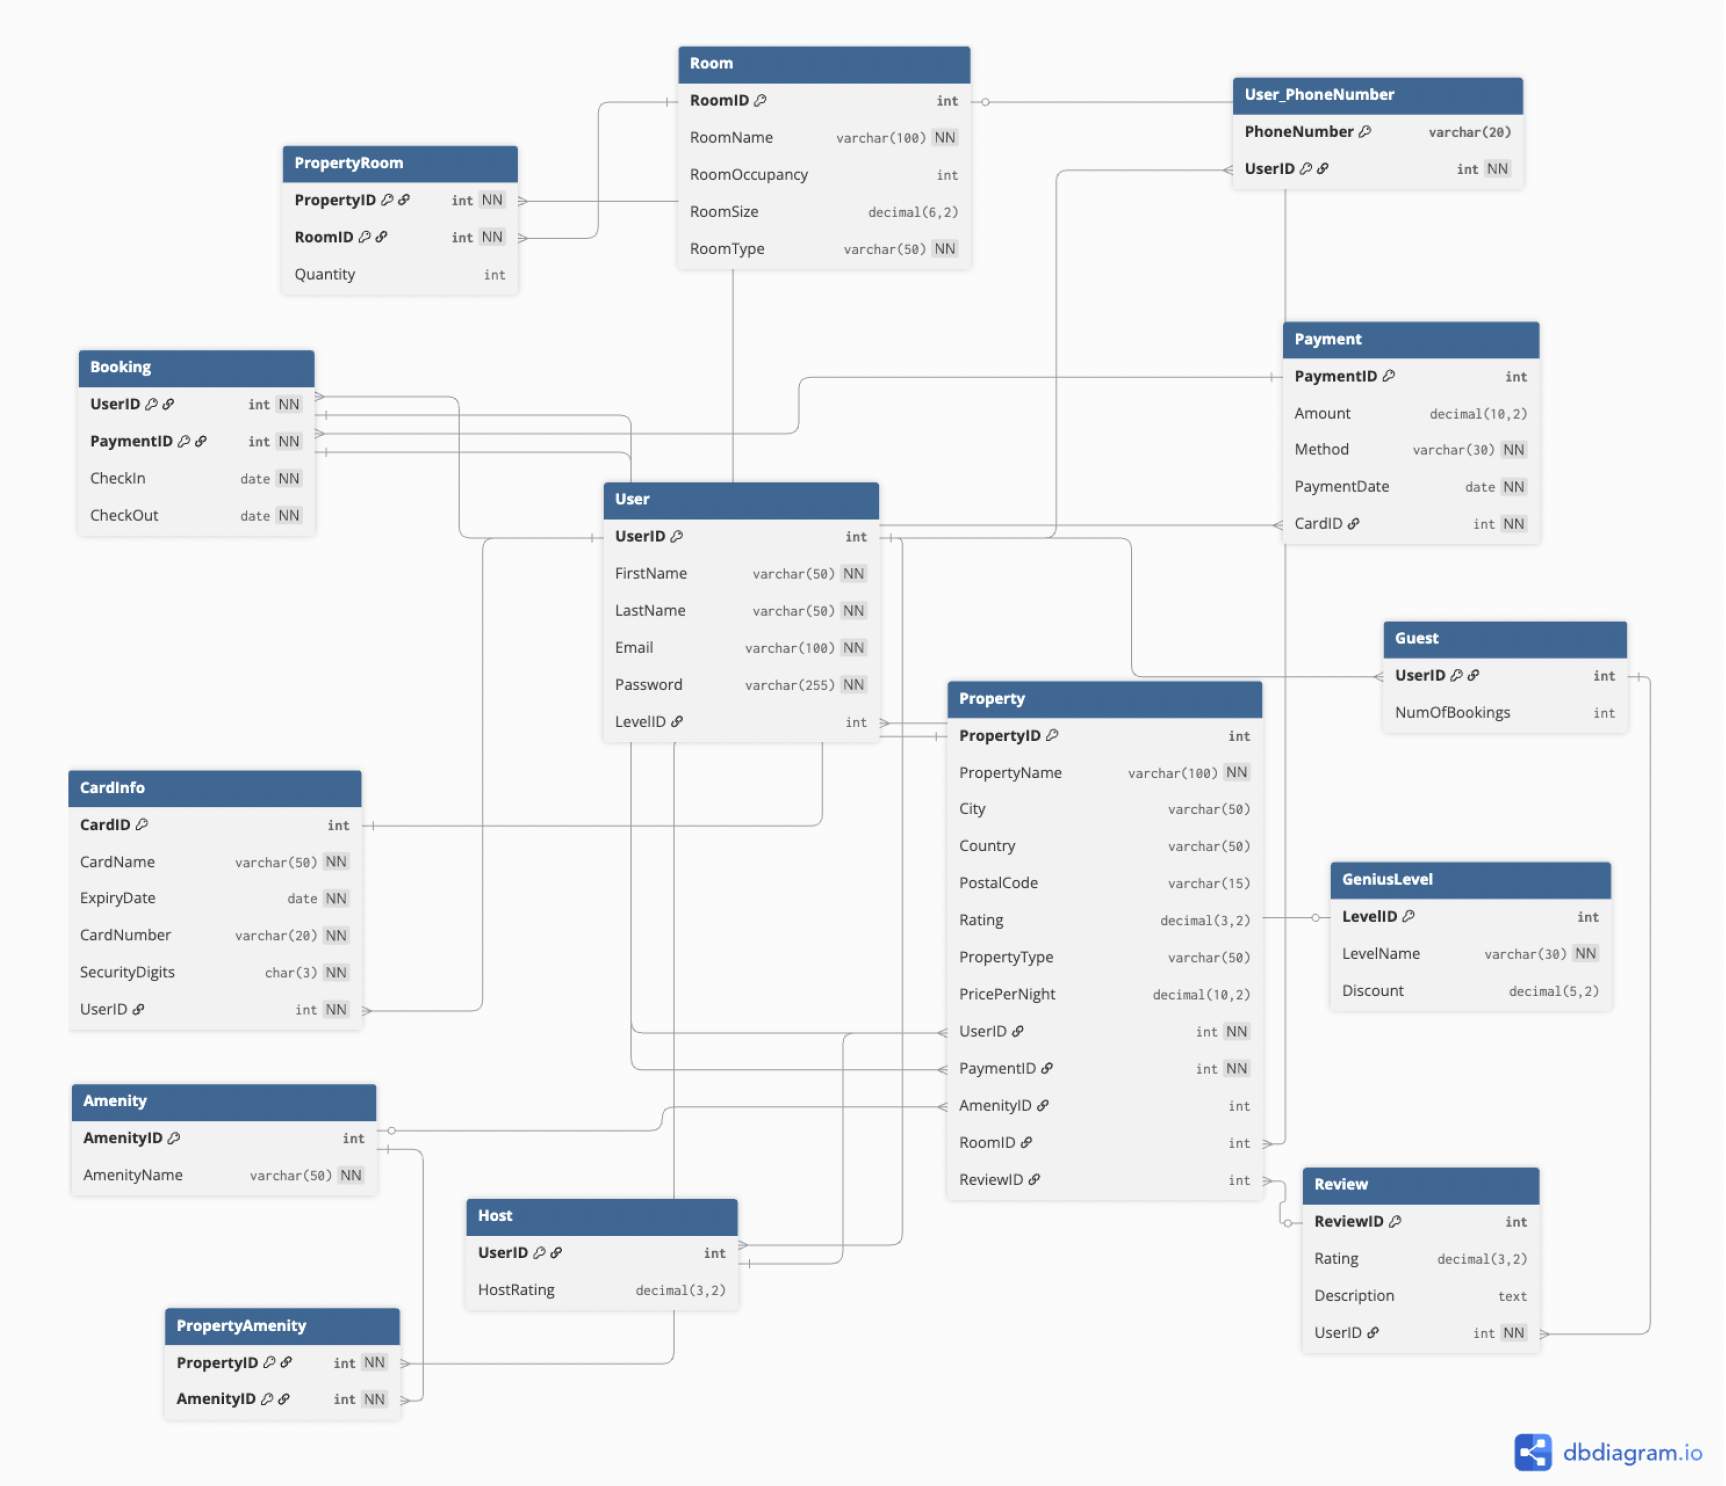 Room
RoomID int
RoomName varchar(100) NN
RoomOccupancy int
RoomSize decimal(6,2)
RoomType varchar(50) NN
User_PhoneNumber
PhoneNumber varchar(20)
UserID int NN
PropertyRoom
PropertyID int NN
RoomID int NN
Quantity int
Booking
UserID int NN
PaymentID int NN
CheckIn date NN
CheckOut date NN
Payment
PaymentID int
Amount decimal(10,2)
Method varchar(30) NN
PaymentDate date NN
CardID int NN
User
UserID int
FirstName varchar(50) NN
LastName varchar(50) NN
Email varchar(100) NN
Password varchar(255) NN
LevelID int
Guest
UserID int
NumOfBookings int
Property
PropertyID int
PropertyName varchar(100) NN
City varchar(50)
Country varchar(50)
PostalCode varchar(15)
Rating decimal(3,2)
PropertyType varchar(50)
PricePerNight decimal(10,2)
UserID int NN
PaymentID int NN
AmenityID int
RoomID int
ReviewID int
CardInfo
CardID int
CardName varchar(50) NN
ExpiryDate date NN
CardNumber varchar(20) NN
SecurityDigits char(3) NN
UserID int NN
GeniusLevel
LevelID int
LevelName varchar(30) NN
Discount decimal(5,2)
Amenity
AmenityID int
AmenityName varchar(50) NN
Host
UserID int
HostRating decimal(3,2)
Review
ReviewID int
Rating decimal(3,2)
Description text
UserID int NN
PropertyAmenity
PropertyID int NN
AmenityID int NN
dbdiagram.io